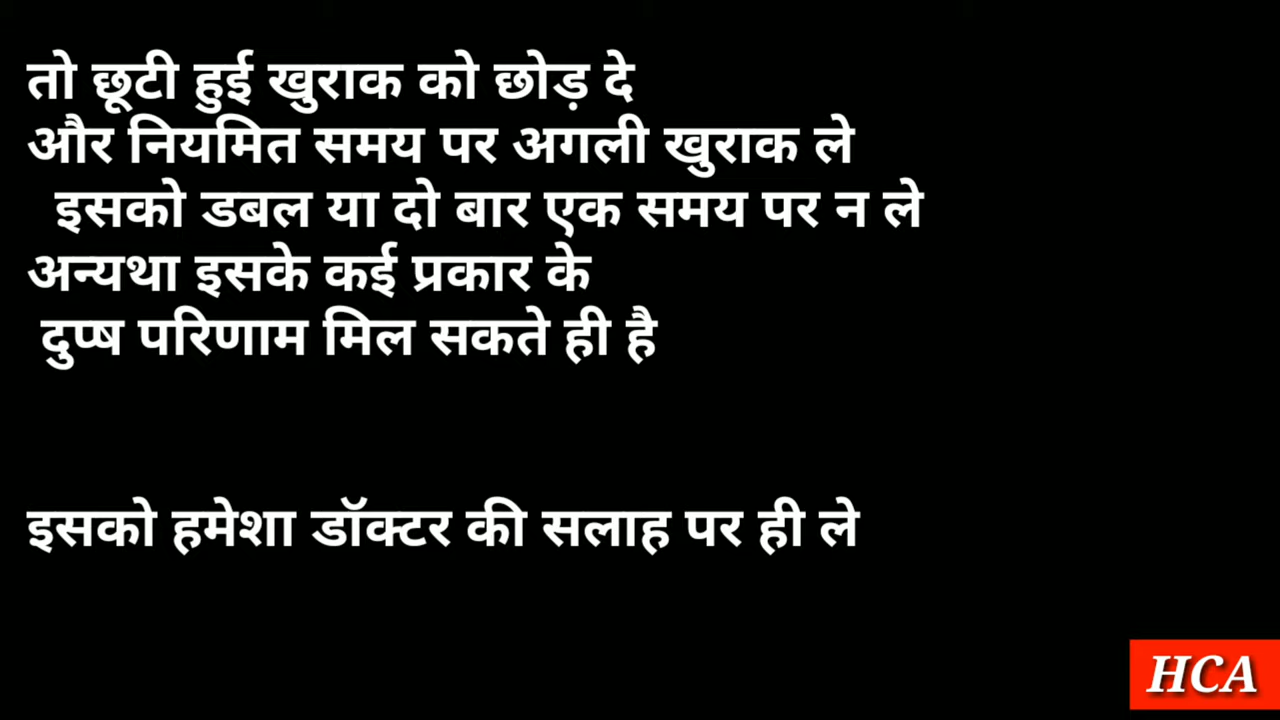 तो छूटी हुई खुराक को छोड़ दे
और नियमित समय पर अगली खुराक ले
इसको डबल या दो बार एक समय पर न ले
अन्यथा इसके कई प्रकार के
दुप्ष परिणाम मिल सकते ही है
इसको हमेशा डॉक्टर की सलाह पर ही ले
HCA